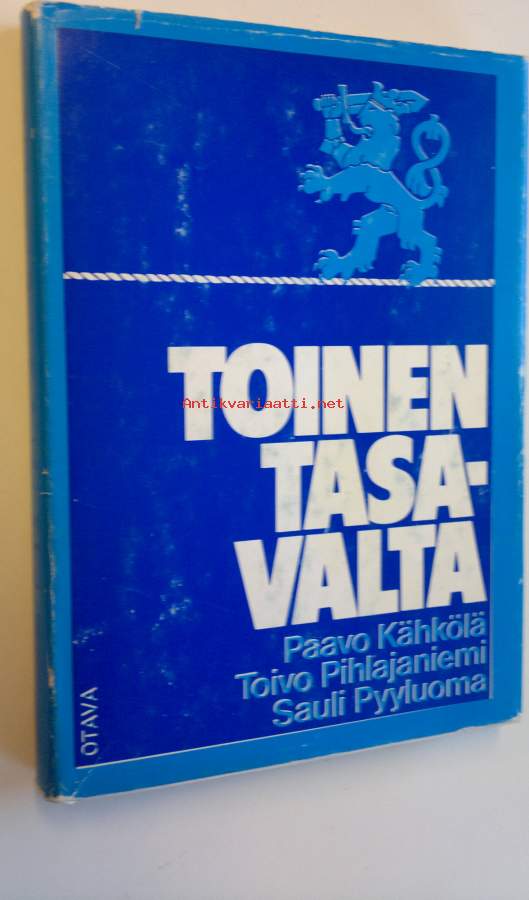 TOINEN
Antikvariaatti.net
TASA-
VALTA
Paavo Kähkölä
Toivo Pihlajaniemi
Sauli Pyyluoma
OTAVA